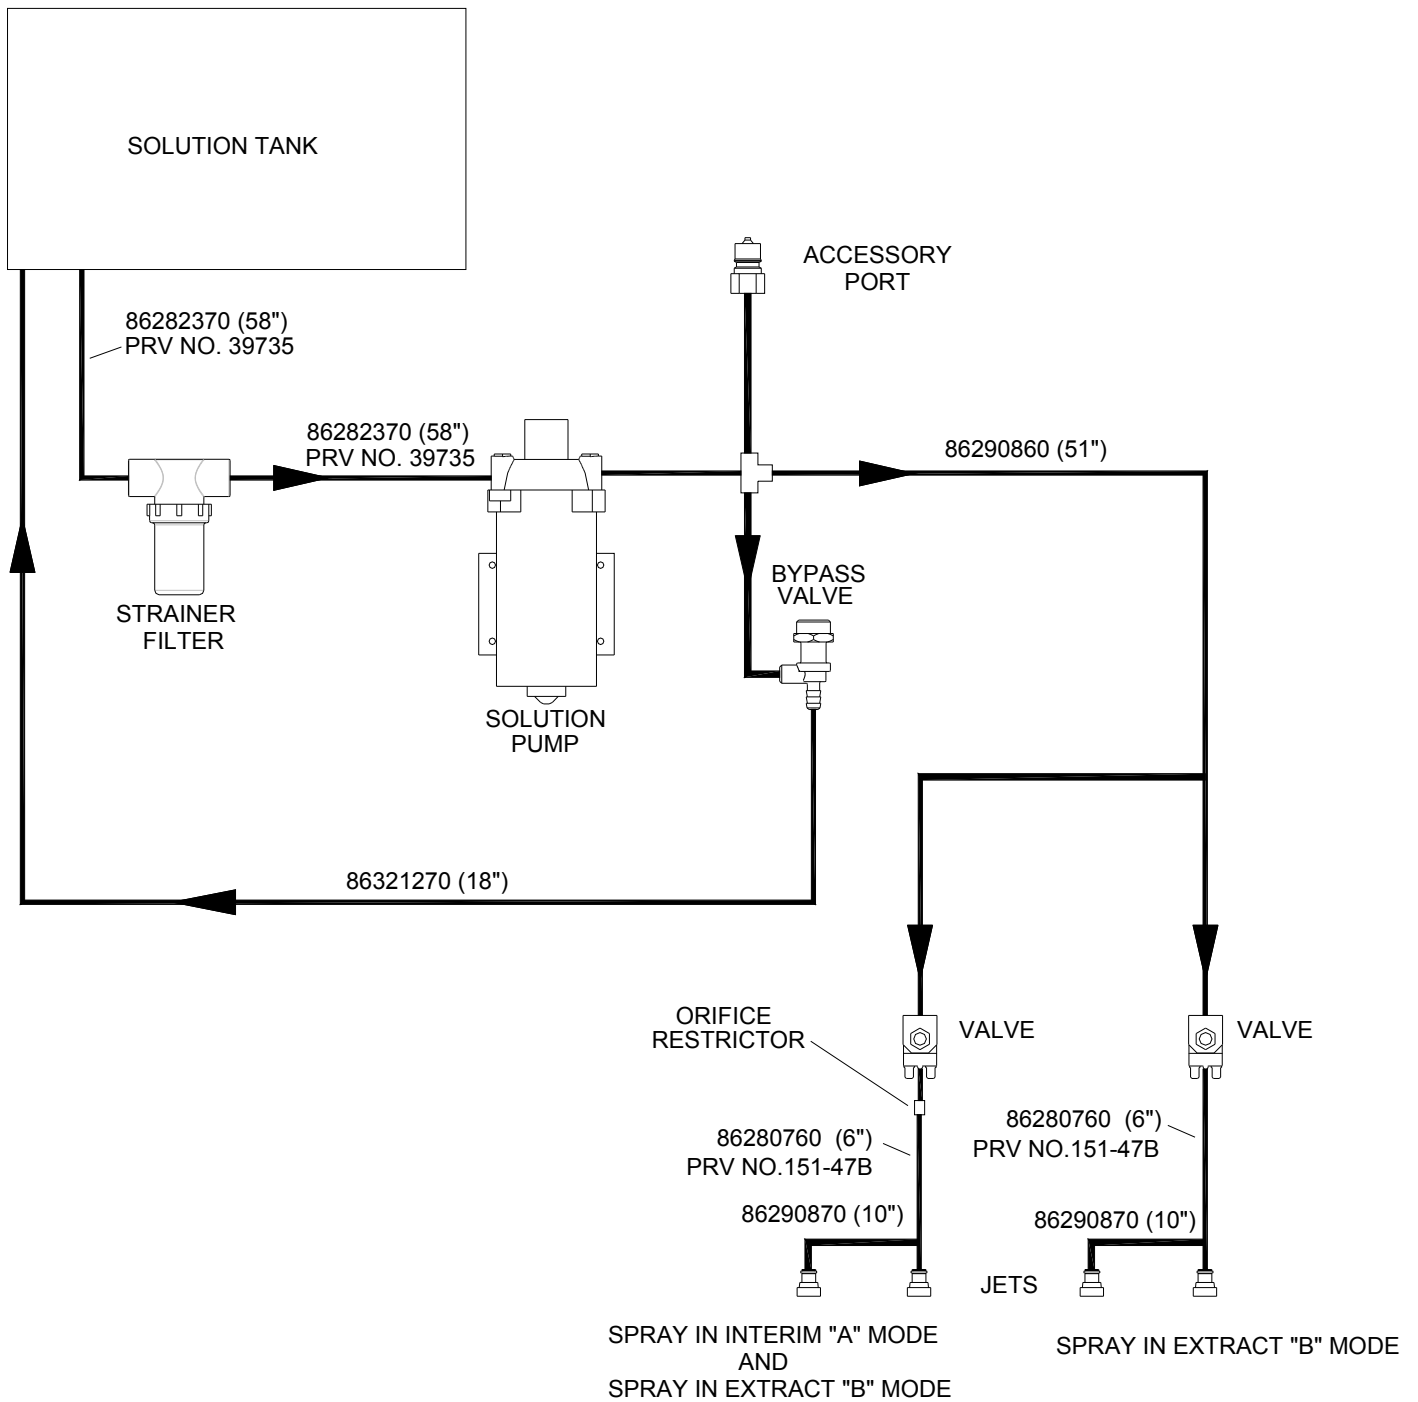 SOLUTION TANK
ACCESSORY
PORT
86282370 (58")
PRV NO. 39735
86282370 (58")
PRV NO. 39735
86290860 (51")
BYPASS
VALVE
STRAINER
FILTER
SOLUTION
PUMP
86321270 (18")
ORIFICE
RESTRICTOR
VALVE
VALVE
86280760  (6")
PRV NO.151-47B
86280760  (6")
PRV NO.151-47B
86290870 (10")
86290870 (10")
JETS
SPRAY IN INTERIM "A" MODE
AND
SPRAY IN EXTRACT "B" MODE
SPRAY IN EXTRACT "B" MODE